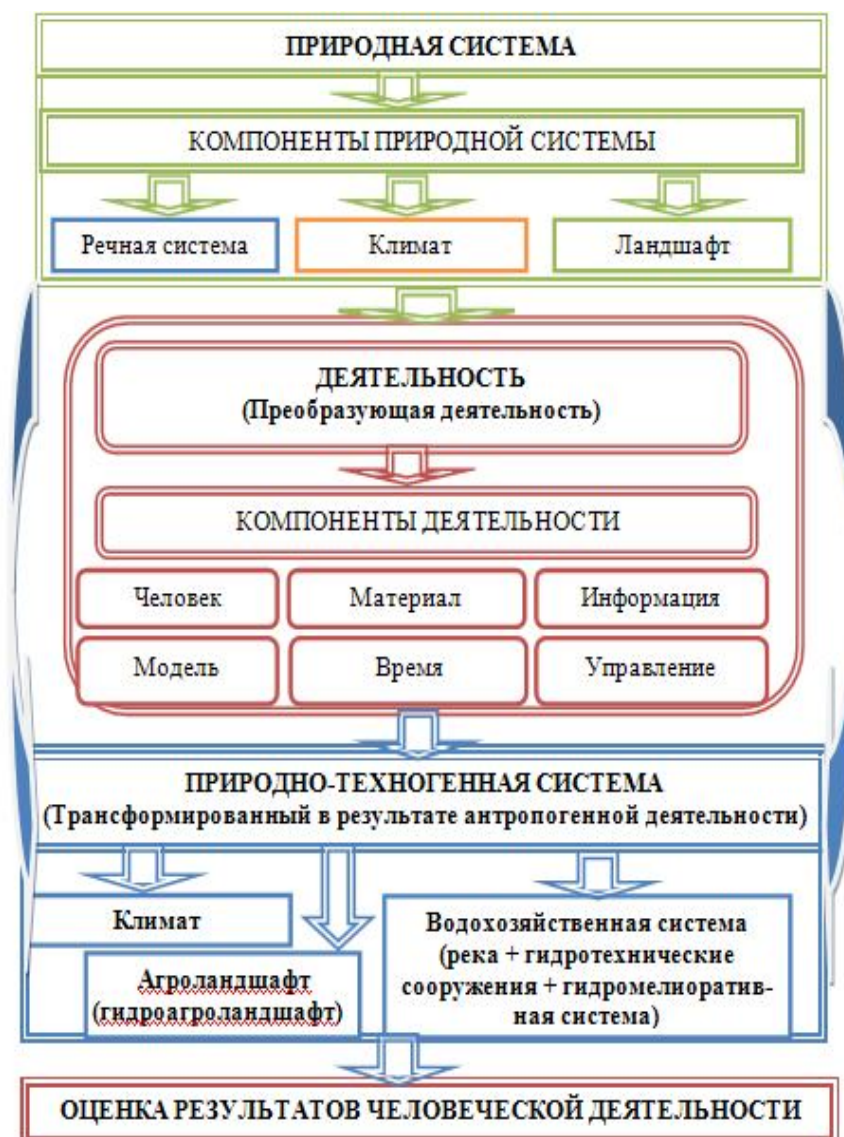 ПРИРОДНАЯ СИСТЕМА
КОМПОНЕНТЫ ПРИРОДНОЙ СИСТЕМЫ
Речная система
Климат
Ландшафт
ДЕЯТЕЛЬНОСТЬ
(Преобразующая деятельность)
КОМПОНЕНТЫ ДЕЯТЕЛЬНОСТИ
Человек
Материал
Информация
Модель
Время
Управление
ПРИРОДНО-ТЕХНОГЕННАЯ СИСТЕМА
(Трансформированный в результате антропогенной деятельности)
Климат
Агроландшафт
(гидроагроландшафт)
Водохозяйственная система
(река + гидротехнические
сооружения + гидромелиоратив-
ная система)
ОЦЕНКА РЕЗУЛЬТАТОВ ЧЕЛОВЕЧЕСКОЙ ДЕЯТЕЛЬНОСТИ